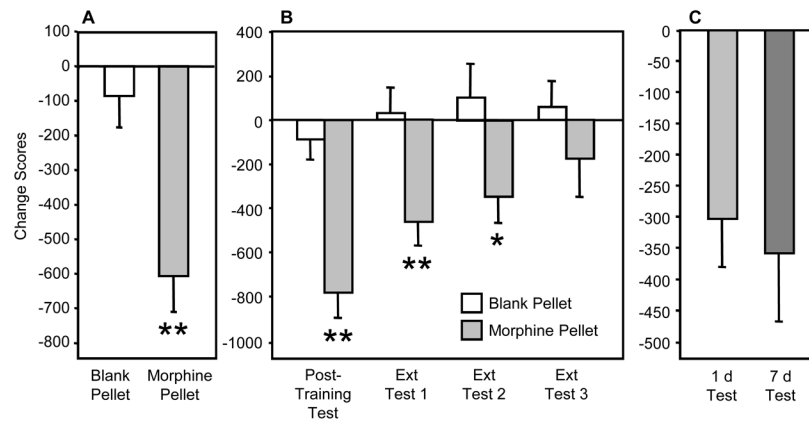 A
B
C
Change Scores
100
0
-100
-200
-300
-400
-500
-600
-700
-800
**
Blank
Pellet
Morphine
Pellet
400
200
0
-200
-400
-600
-800
-1000
**
**
*
Blank Pellet
Morphine Pellet
Post-
Training
Test
Ext
Test 1
Ext
Test 2
Ext
Test 3
0
-50
-100
-150
-200
-250
-300
-350
-400
-450
-500
1 d
Test
7 d
Test